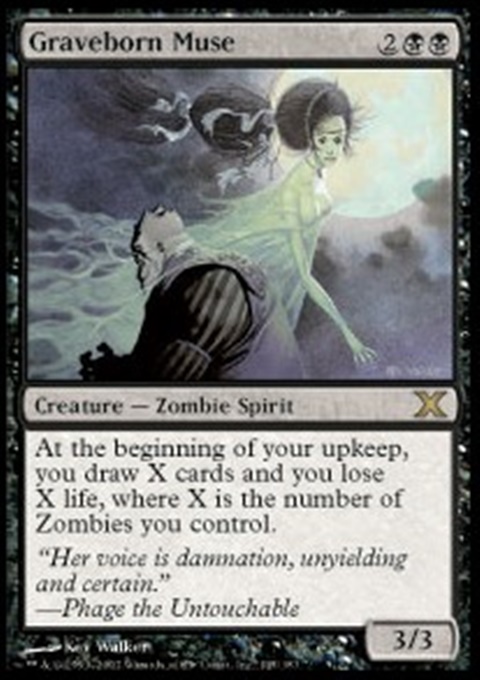 Graveborn Muse 2
Creature — Zombie Spirit
At the beginning of your upkeep,
you draw X cards and you lose
X life, where X is the number of
Zombies you control.
“Her voice is damnation, unyielding
and certain.”
—Phage the Untouchable
Kev Walker
3/3